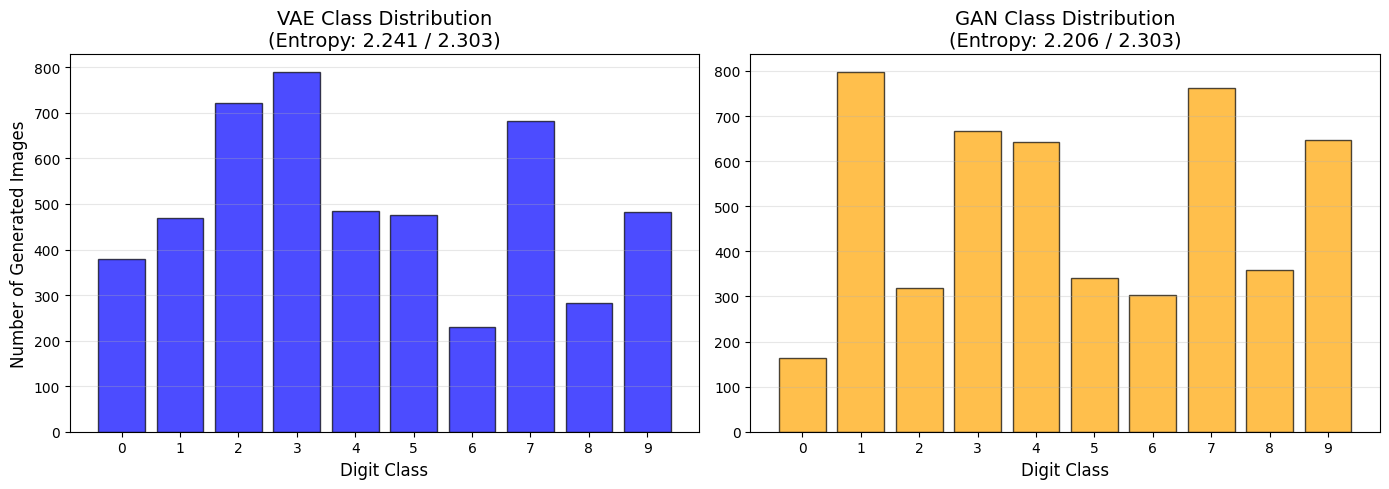 VAE Class Distribution
(Entropy: 2.241 / 2.303)
Number of Generated Images
800
700
600
500
400
300
200
100
0
0 1 2 3 4 5 6 7 8 9
Digit Class
GAN Class Distribution
(Entropy: 2.206 / 2.303)
800
700
600
500
400
300
200
100
0
0 1 2 3 4 5 6 7 8 9
Digit Class